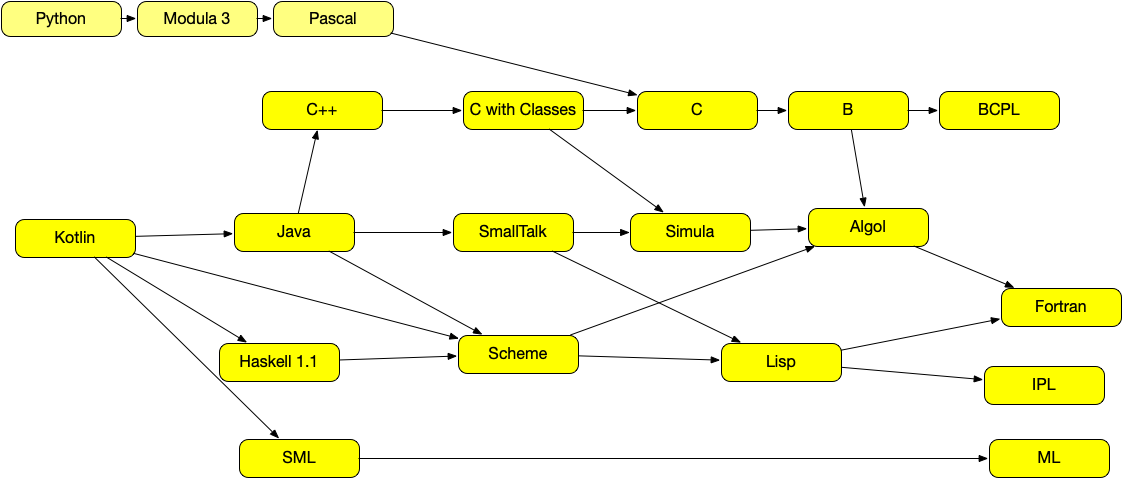 Python
Modula 3
Pascal
C++
C with Classes
C
B
BCPL
Kotlin
Java
SmallTalk
Simula
Algol
Fortran
Haskell 1.1
Scheme
Lisp
IPL
SML
ML